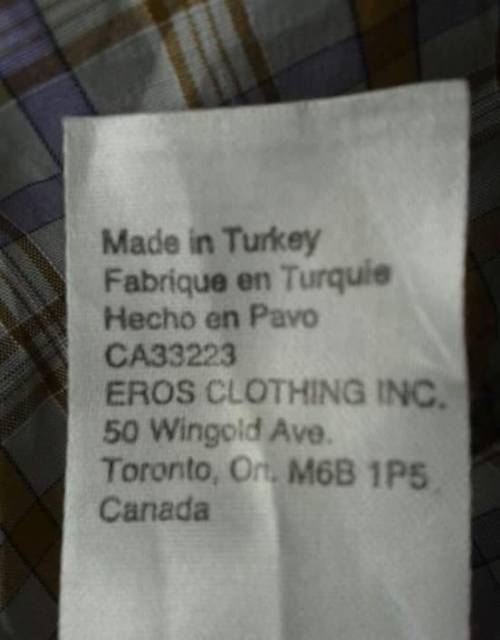 Made in Turkey
Fabrique en Turquie
Hecho en Pavo
CA33223
EROS CLOTHING INC.
50 Wingold Ave.
Toronto, On. M6B 1P5
Canada